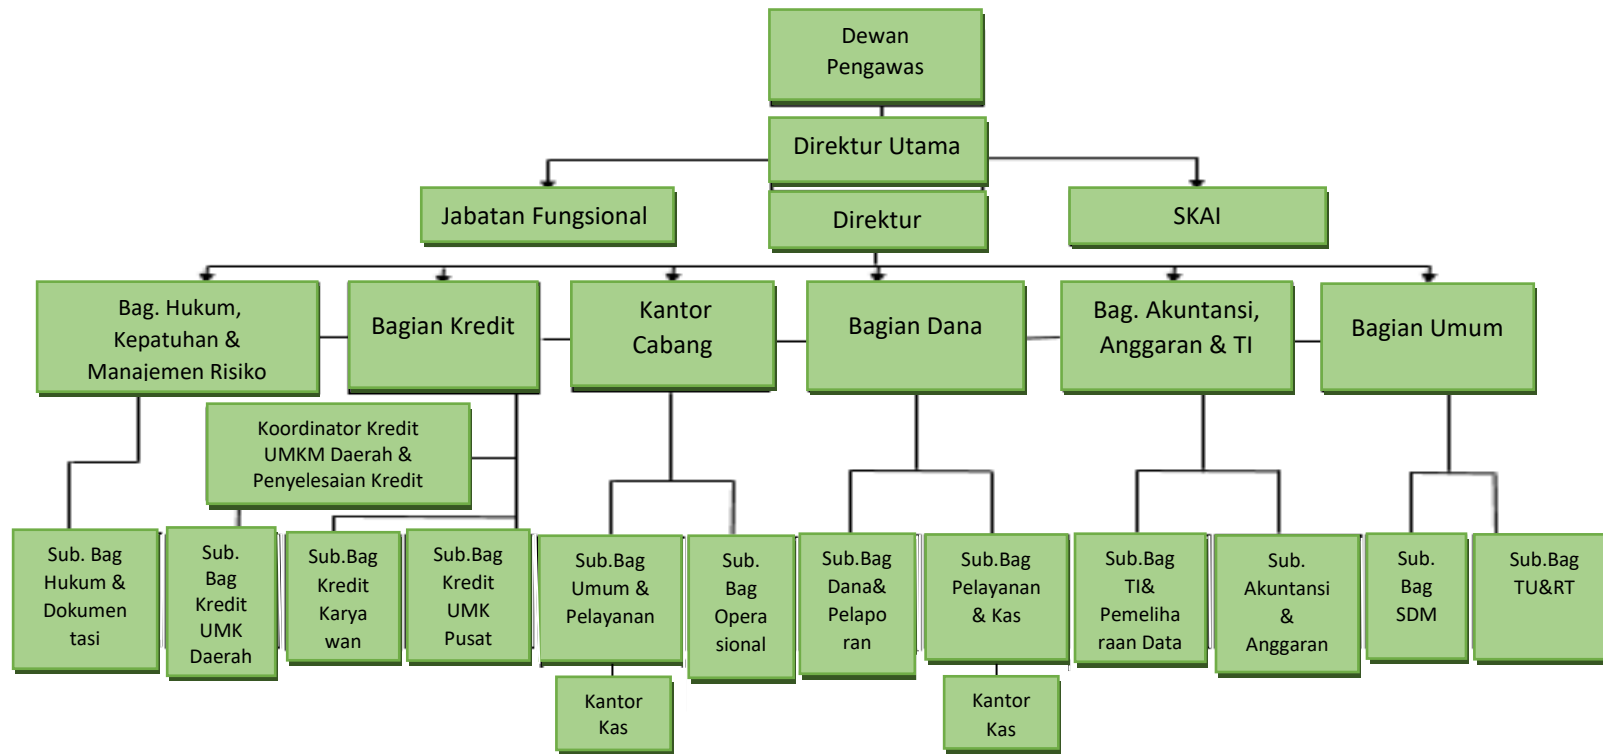 Dewan
Pengawas
Direktur Utama
Jabatan Fungsional
Direktur
SKAI
Bag. Hukum,
Kepatuhan &
Manajemen Risiko
Bagian Kredit
Kantor
Cabang
Bagian Dana
Bag. Akuntansi,
Anggaran & TI
Bagian Umum
Koordinator Kredit
UMKM Daerah &
Penyelesaian Kredit
Sub. Bag
Hukum &
Dokumen
tasi
Sub.
Bag
Kredit
UMK
Daerah
Sub.Bag
Kredit
Karya
wan
Sub.Bag
Kredit
UMK
Pusat
Sub.Bag
Umum &
Pelayanan
Sub.
Bag
Opera
sional
Sub.Bag
Dana&
Pelapo
ran
Sub.Bag
Pelayanan
& Kas
Sub.Bag
TI&
Pemeliha
raan Data
Sub.
Akuntansi
&
Anggaran
Sub.
Bag
SDM
Sub.Bag
TU&RT
Kantor
Kas
Kantor
Kas